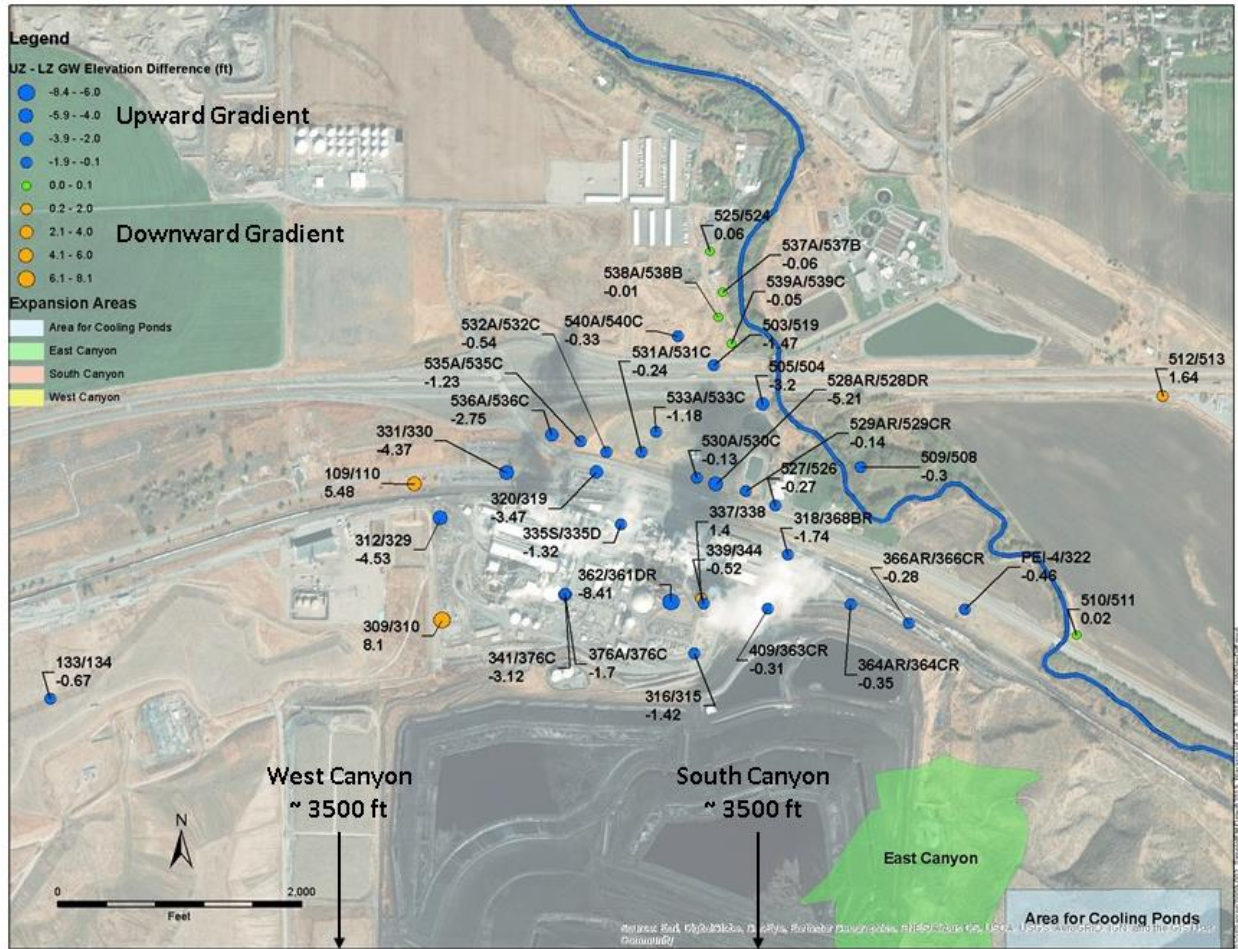 Legend
UZ - LZ GW Elevation Difference (ft)
-8.4 - -6.0
-5.9 - -4.0
Upward Gradient
-3.9 - -2.0
-1.9 - -0.1
0.0 - 0.1
0.2 - 2.0
2.1 - 4.0
Downward Gradient
4.1 - 6.0
6.1 - 8.1
Expansion Areas
Area for Cooling Ponds
East Canyon
South Canyon
West Canyon
525/524
0.06
537A/537B
-0.06
538A/538B
-0.01
539A/539C
-0.05
540A/540C
-0.33
532A/532C
-0.54
503/519
-1.47
531A/531C
-0.24
535A/535C
-1.23
505/504
-3.2
512/513
1.64
528AR/528DR
-5.21
536A/536C
-2.75
533A/533C
-1.18
529AR/529CR
-0.14
331/330
-4.37
530A/530C
-0.13
509/508
-0.3
109/110
5.48
527/526
-0.27
320/319
-3.47
337/338
1.4
318/368BR
-1.74
312/329
-4.53
335S/335D
-1.32
339/344
-0.52
366AR/366CR
-0.28
PEI-4/322
-0.46
362/361DR
-8.41
510/511
0.02
309/310
8.1
341/376C
-3.12
376A/376C
-1.7
409/363CR
-0.31
364AR/364CR
-0.35
133/134
-0.67
316/315
-1.42
West Canyon
~ 3500 ft
South Canyon
~ 3500 ft
N
East Canyon
0 2,000
Feet
Area for Cooling Ponds
Community